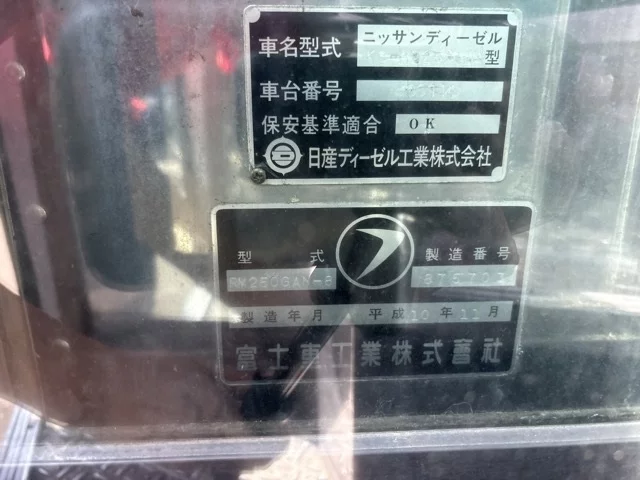 車名型式 ニッサンディーゼル
型
車台番号
保安基準適合 OK
日産ディーゼル工業株式会社
型式 製造番号
製造年月 平成10年11月
富士車工業株式會社